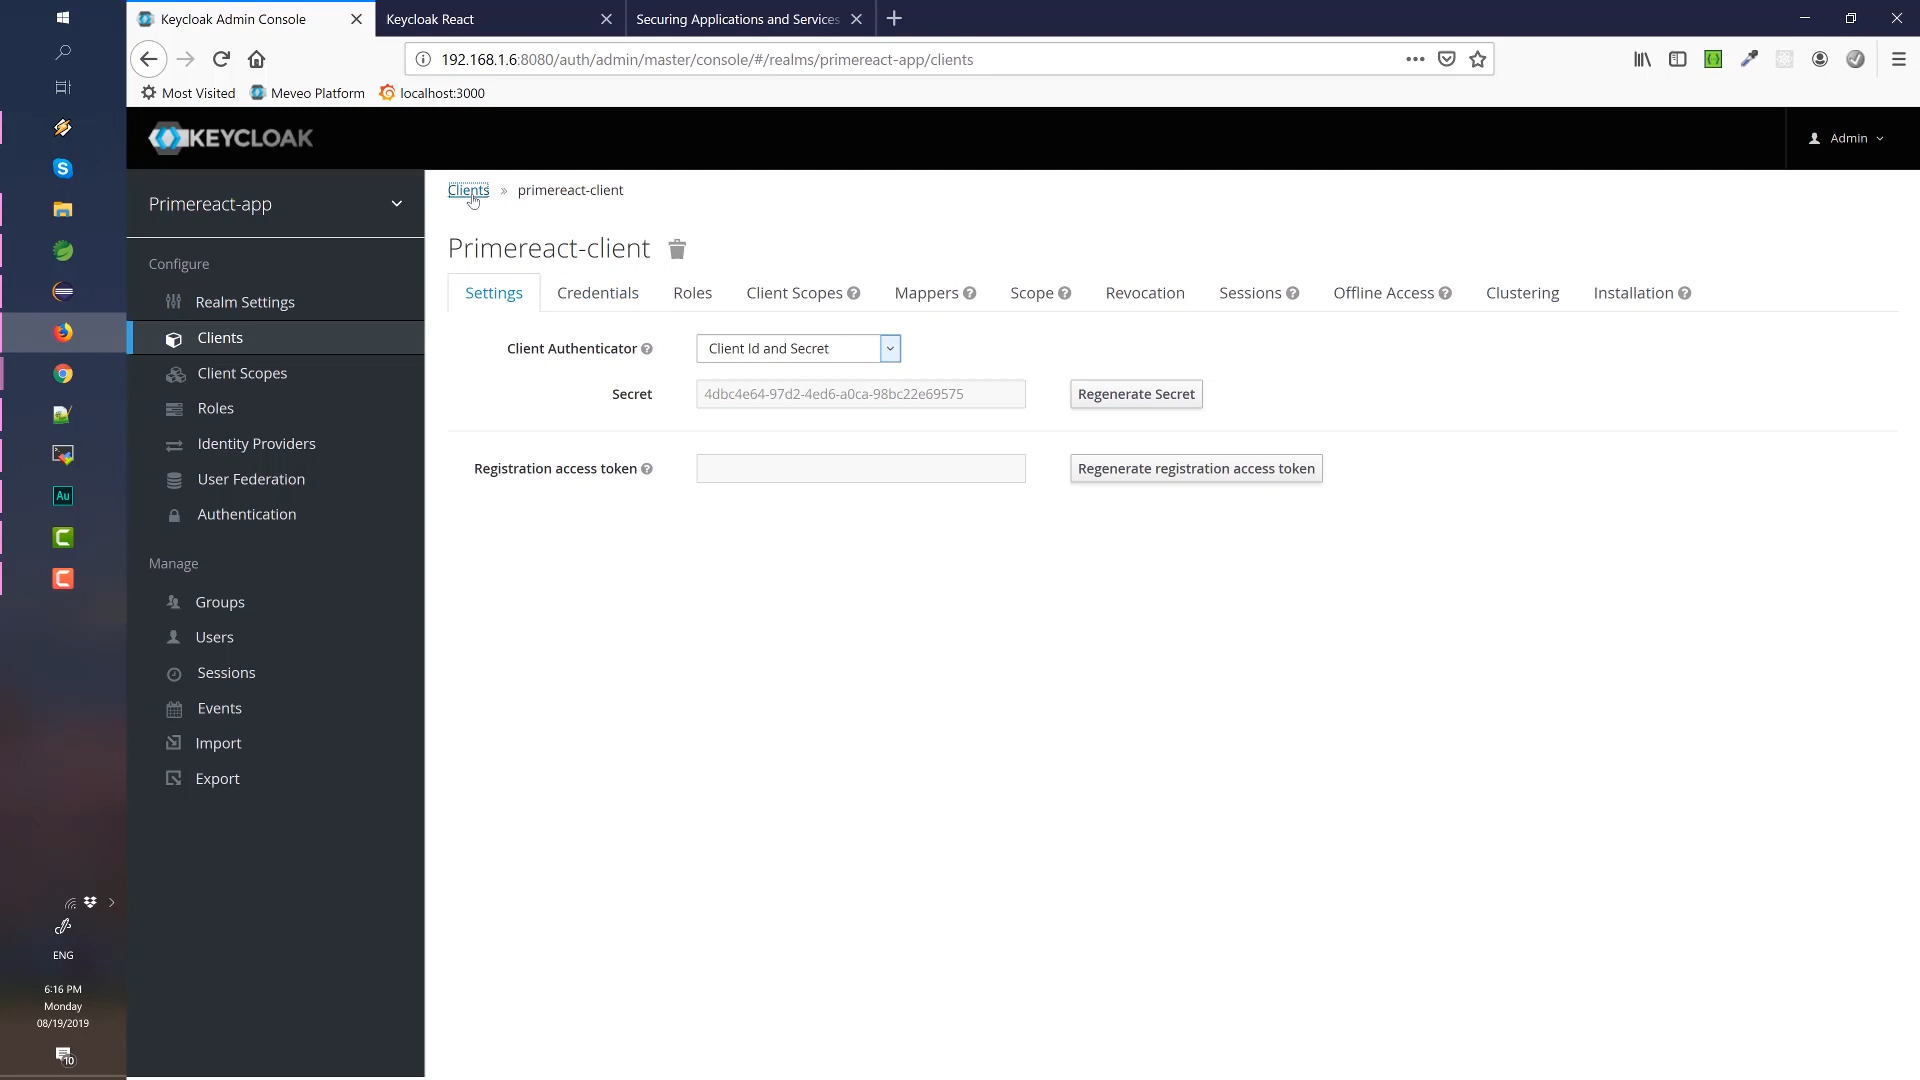 Keycloak Admin Console
Keycloak React
Securing Applications and Services
192.168.1.6:8080/auth/admin/master/console/#/realms/primereact-app/clients
Most Visited
Meveo Platform
localhost:3000
KEYCLOAK
Admin
Primereact-app
Configure
Realm Settings
Clients
Client Scopes
Roles
Identity Providers
User Federation
Authentication
Manage
Groups
Users
Sessions
Events
Import
Export
Clients » primereact-client
Primereact-client
Settings
Credentials
Roles
Client Scopes
Mappers
Scope
Revocation
Sessions
Offline Access
Clustering
Installation
Client Authenticator
Client Id and Secret
Secret
4dbc4e64-97d2-4ed6-a0ca-98bc22e69575
Regenerate Secret
Registration access token
Regenerate registration access token
Au
ENG
6:16 PM
Monday
08/19/2019
10